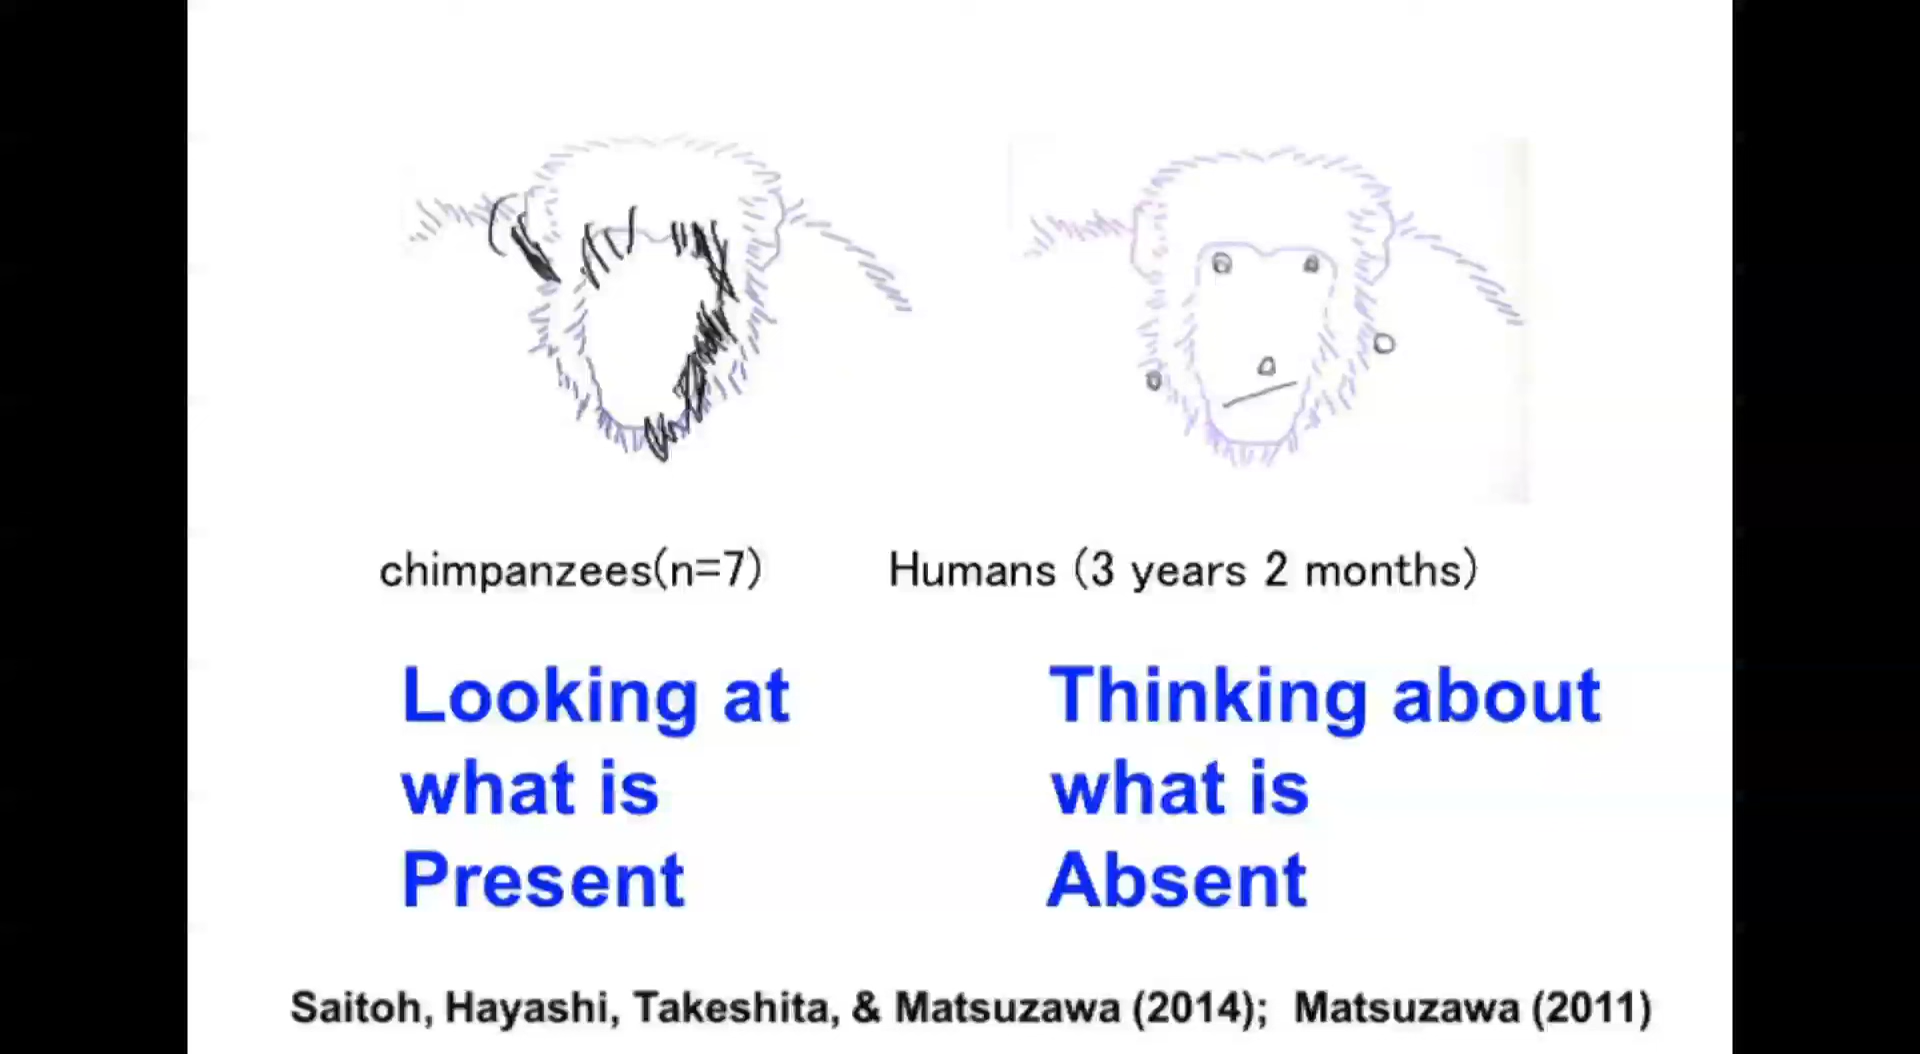 chimpanzees(n=7)
Humans (3 years 2 months)
Looking at
what is
Present
Thinking about
what is
Absent
Saitoh, Hayashi, Takeshita, & Matsuzawa (2014);  Matsuzawa (2011)